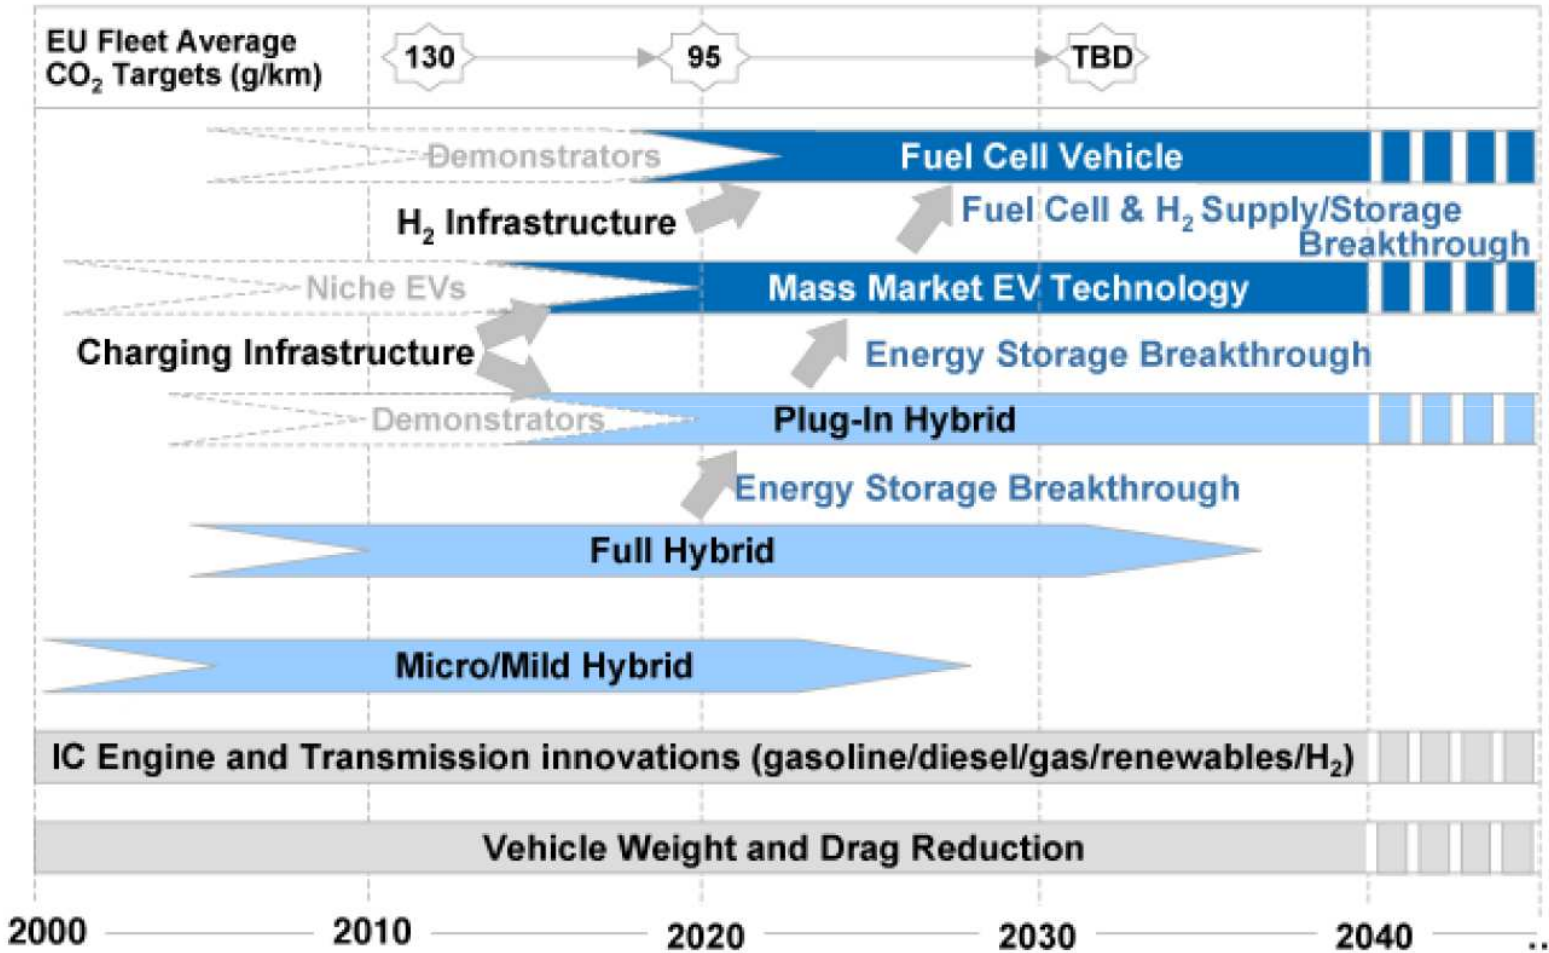 EU Fleet Average
CO₂ Targets (g/km)
130
95
TBD
Demonstrators
Fuel Cell Vehicle
H₂ Infrastructure
Fuel Cell & H₂ Supply/Storage
Breakthrough
Niche EVs
Mass Market EV Technology
Charging Infrastructure
Energy Storage Breakthrough
Demonstrators
Plug-In Hybrid
Energy Storage Breakthrough
Full Hybrid
Micro/Mild Hybrid
IC Engine and Transmission innovations (gasoline/diesel/gas/renewables/H₂)
Vehicle Weight and Drag Reduction
2000 2010 2020 2030 2040 ..